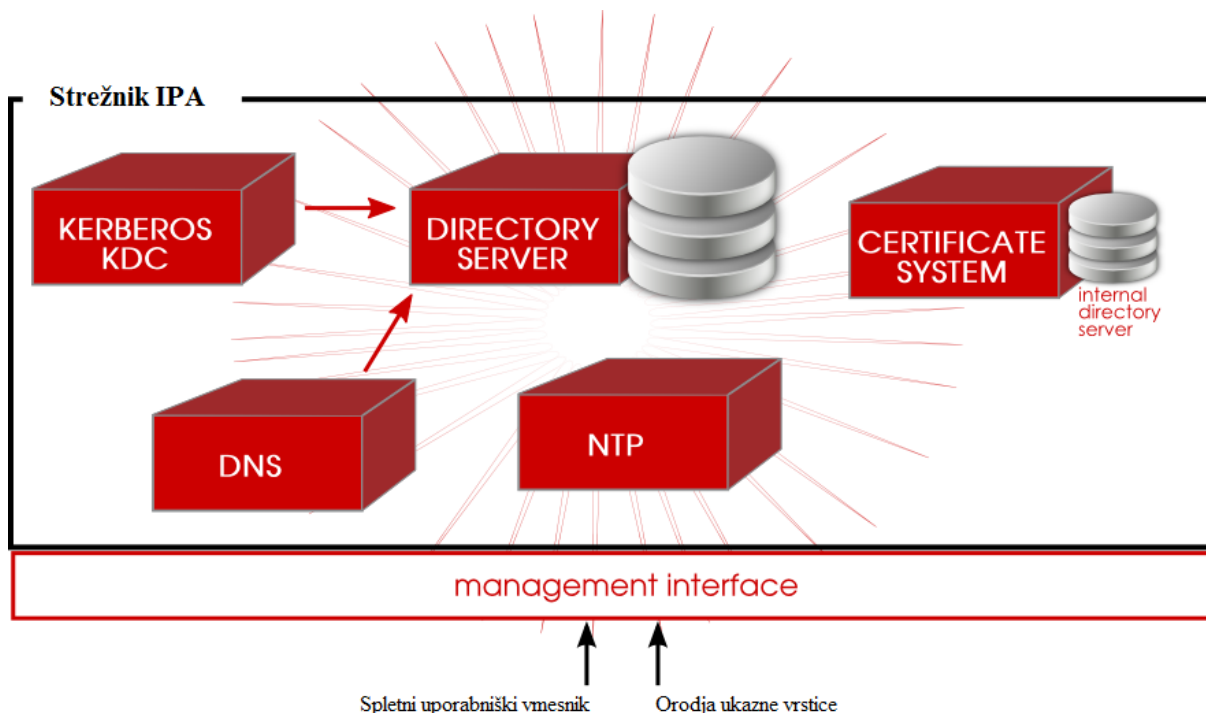 Strežnik IPA
KERBEROS
KDC
DIRECTORY
SERVER
CERTIFICATE
SYSTEM
internal
directory
server
DNS
NTP
management interface
Spletni uporabniški vmesnik
Orodja ukazne vrstice